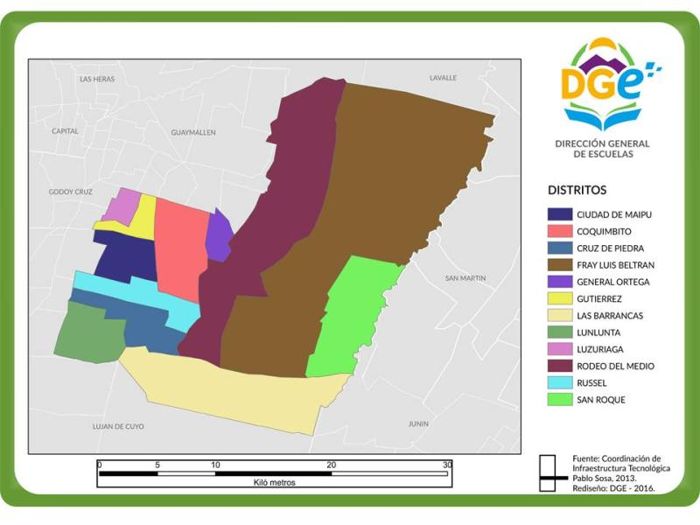 LAS HERAS
LAVALLE
CAPITAL
GUAYMALLEN
GODOY CRUZ
SAN MARTIN
LUJAN DE CUYO
JUNIN
0 5 10 20 30
Kiló metros
DGe
DIRECCIÓN GENERAL
DE ESCUELAS
DISTRITOS
CIUDAD DE MAIPU
COQUIMBITO
CRUZ DE PIEDRA
FRAY LUIS BELTRAN
GENERAL ORTEGA
GUTIERREZ
LAS BARRANCAS
LUNLUNTA
LUZURIAGA
RODEO DEL MEDIO
RUSSEL
SAN ROQUE
Fuente: Coordinación de
Infraestructura Tecnológica
Pablo Sosa, 2013.
Rediseño: DGE - 2016.